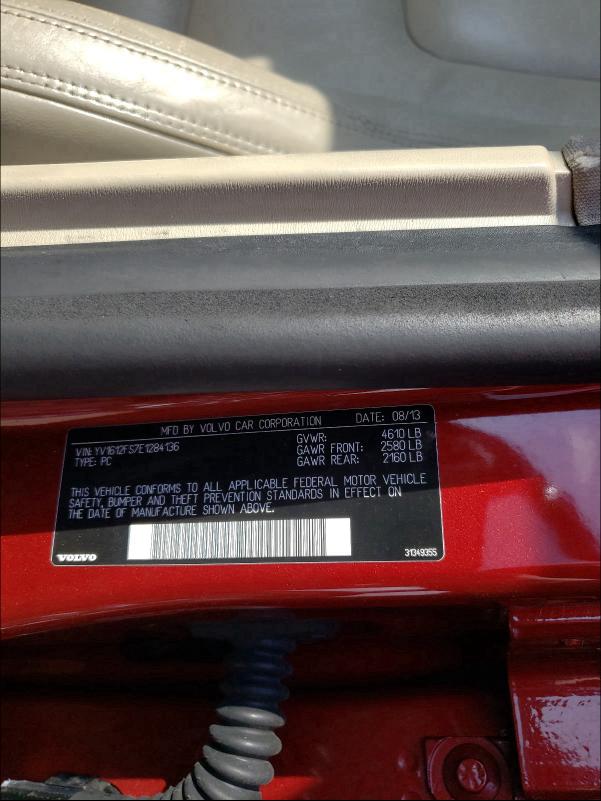 MFD BY VOLVO CAR CORPORATION DATE: 08/13
VIN: YV1612FS7E1284136 GVWR: 4610 LB
TYPE: PC GAWR FRONT: 2580 LB
GAWR REAR: 2160 LB
THIS VEHICLE CONFORMS TO ALL APPLICABLE FEDERAL MOTOR VEHICLE
SAFETY, BUMPER AND THEFT PREVENTION STANDARDS IN EFFECT ON
THE DATE OF MANUFACTURE SHOWN ABOVE.
VOLVO 31349355